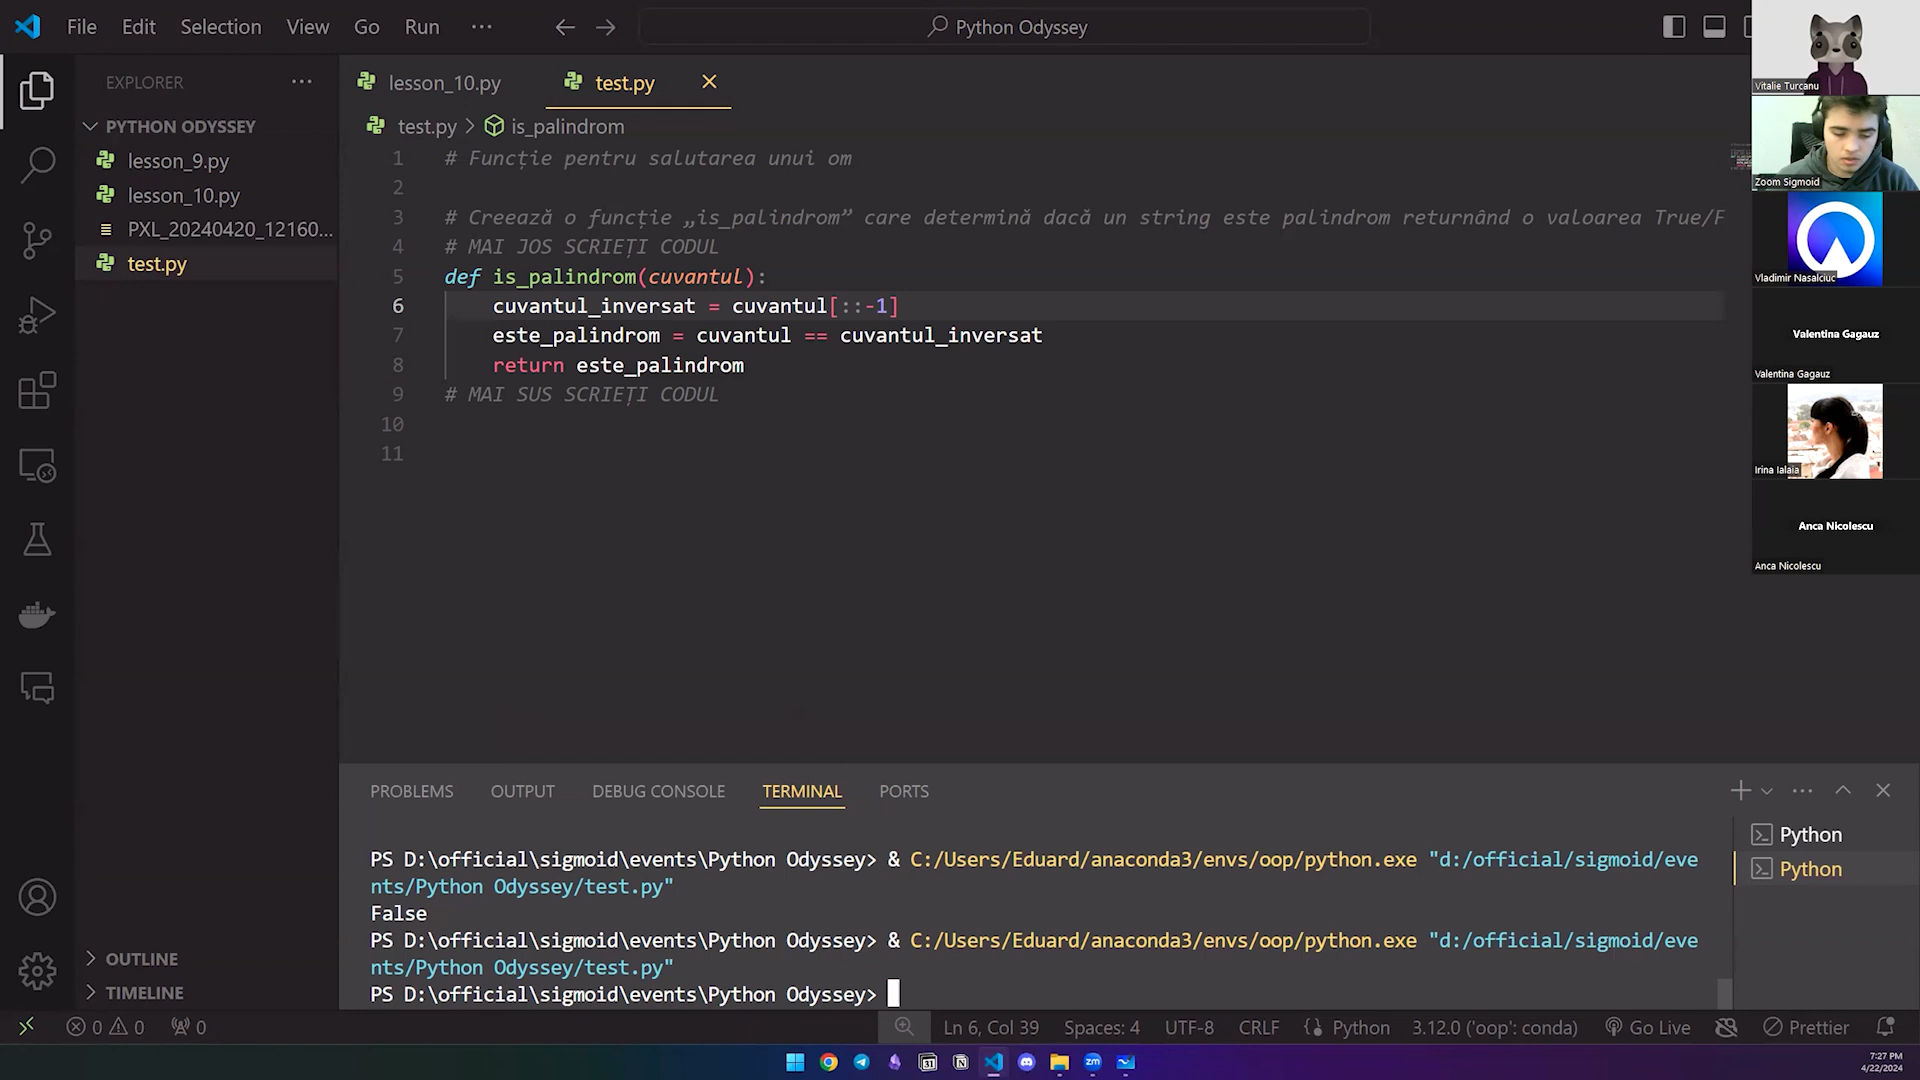 File Edit Selection View Go Run ···
Python Odyssey
EXPLORER
PYTHON ODYSSEY
lesson_9.py
lesson_10.py
PXL_20240420_12160...
test.py
OUTLINE
TIMELINE
lesson_10.py test.py
test.py > is_palindrom
1 # Funcție pentru salutarea unui om
2
3 # Creează o funcție „is_palindrom” care determină dacă un string este palindrom returnând o valoarea True/F
4 # MAI JOS SCRIEȚI CODUL
5 def is_palindrom(cuvantul):
6 cuvantul_inversat = cuvantul[::-1]
7 este_palindrom = cuvantul == cuvantul_inversat
8 return este_palindrom
9 # MAI SUS SCRIEȚI CODUL
10
11
PROBLEMS OUTPUT DEBUG CONSOLE TERMINAL PORTS
PS D:\official\sigmoid\events\Python Odyssey> & C:/Users/Eduard/anaconda3/envs/oop/python.exe "d:/official/sigmoid/eve
nts/Python Odyssey/test.py"
False
PS D:\official\sigmoid\events\Python Odyssey> & C:/Users/Eduard/anaconda3/envs/oop/python.exe "d:/official/sigmoid/eve
nts/Python Odyssey/test.py"
PS D:\official\sigmoid\events\Python Odyssey>
Python
Python
Vitalie Turcanu
Zoom Sigmoid
Vladimir Nasalciuc
Valentina Gagauz
Valentina Gagauz
Irina Ialaia
Anca Nicolescu
Anca Nicolescu
0 0 0 Ln 6, Col 39 Spaces: 4 UTF-8 CRLF Python 3.12.0 ('oop': conda) Go Live Prettier
31
zm
7:27 PM
4/22/2024